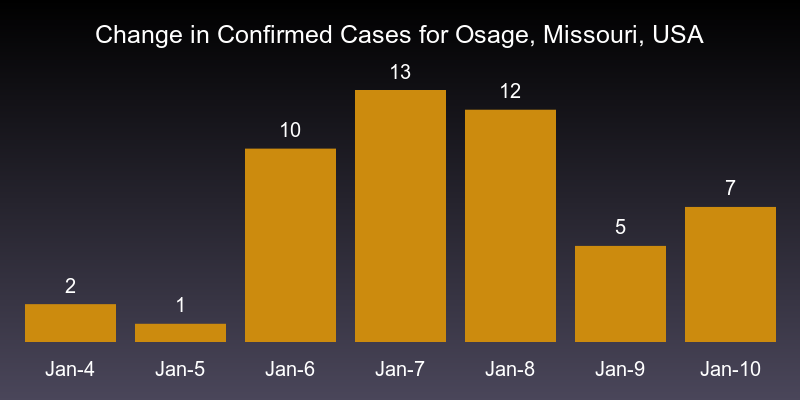 Change in Confirmed Cases for Osage, Missouri, USA
2
1
10
13
12
5
7
Jan-4
Jan-5
Jan-6
Jan-7
Jan-8
Jan-9
Jan-10